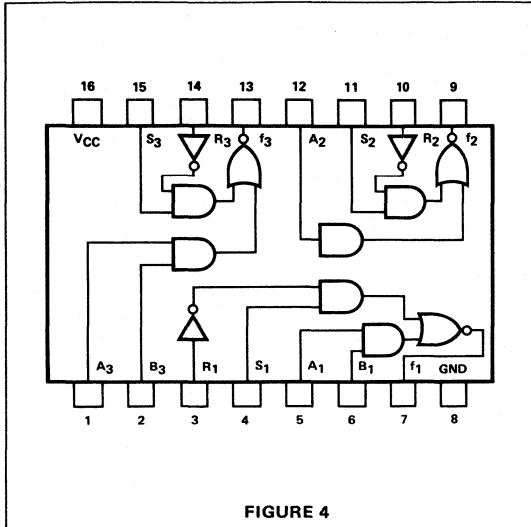 16 15 14 13 12 11 10 9
VCC S3 R3 f3 A2 S2 R2 f2
A3 B3 R1 S1 A1 B1 f1 GND
1 2 3 4 5 6 7 8
FIGURE 4